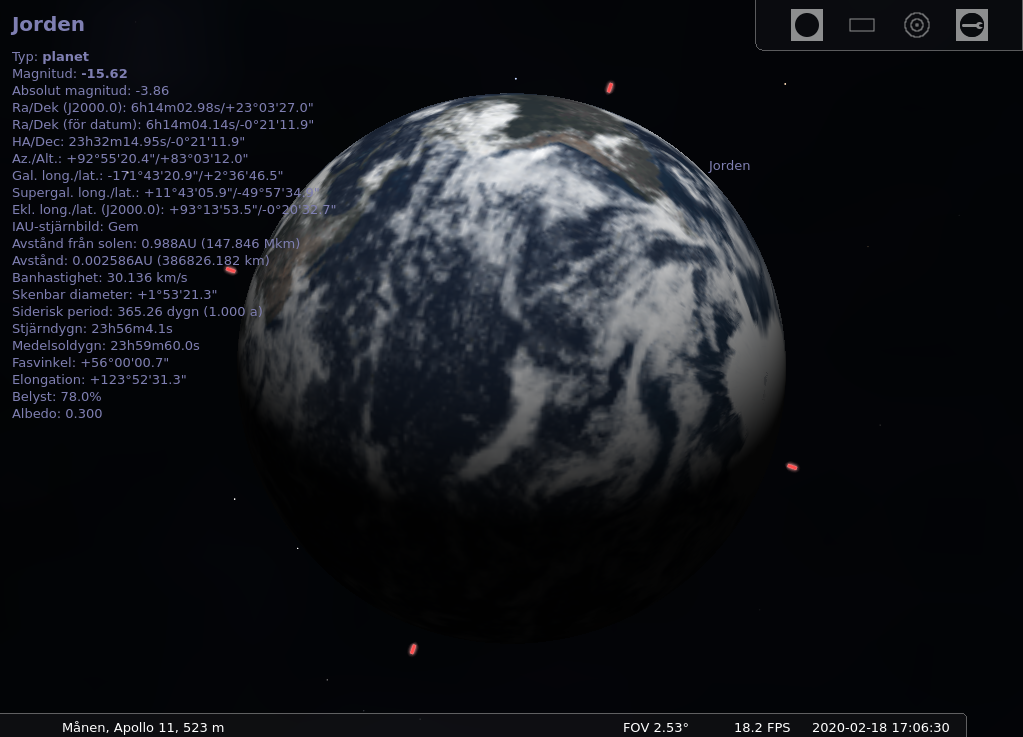 Jorden
Typ: planet
Magnitud: -15.62
Absolut magnitud: -3.86
Ra/Dek (J2000.0): 6h14m02.98s/+23°03'27.0"
Ra/Dek (för datum): 6h14m04.14s/-0°21'11.9"
HA/Dec: 23h32m14.95s/-0°21'11.9"
Az./Alt.: +92°55'20.4"/+83°03'12.0"
Gal. long./lat.: -171°43'20.9"/+2°36'46.5"
Supergal. long./lat.: +11°43'05.9"/-49°57'34.9"
Ekl. long./lat. (J2000.0): +93°13'53.5"/-0°20'32.7"
IAU-stjärnbild: Gem
Avstånd från solen: 0.988AU (147.846 Mkm)
Avstånd: 0.002586AU (386826.182 km)
Banhastighet: 30.136 km/s
Skenbar diameter: +1°53'21.3"
Siderisk period: 365.26 dygn (1.000 a)
Stjärndygn: 23h56m4.1s
Medelsoldygn: 23h59m60.0s
Fasvinkel: +56°00'00.7"
Elongation: +123°52'31.3"
Belyst: 78.0%
Albedo: 0.300
Jorden
Månen, Apollo 11, 523 m
FOV 2.53°
18.2 FPS
2020-02-18 17:06:30